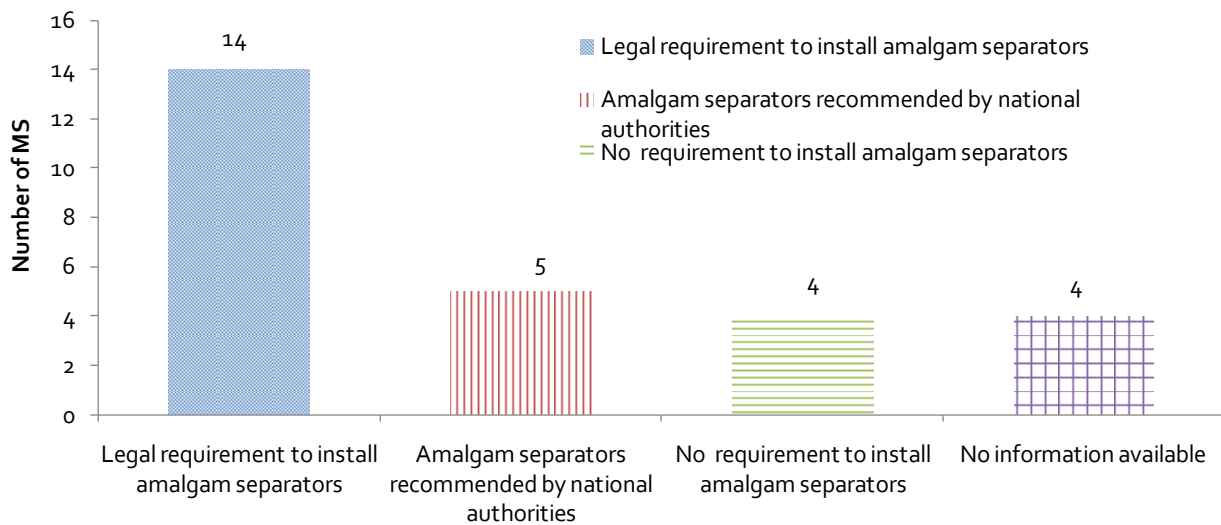 16
14
12
10
8
6
4
2
0
Number of MS
14
5
4
4
Legal requirement to install amalgam separators
Amalgam separators recommended by national
authorities
No requirement to install amalgam separators
Legal requirement to install
amalgam separators
Amalgam separators
recommended by national
authorities
No requirement to install
amalgam separators
No information available